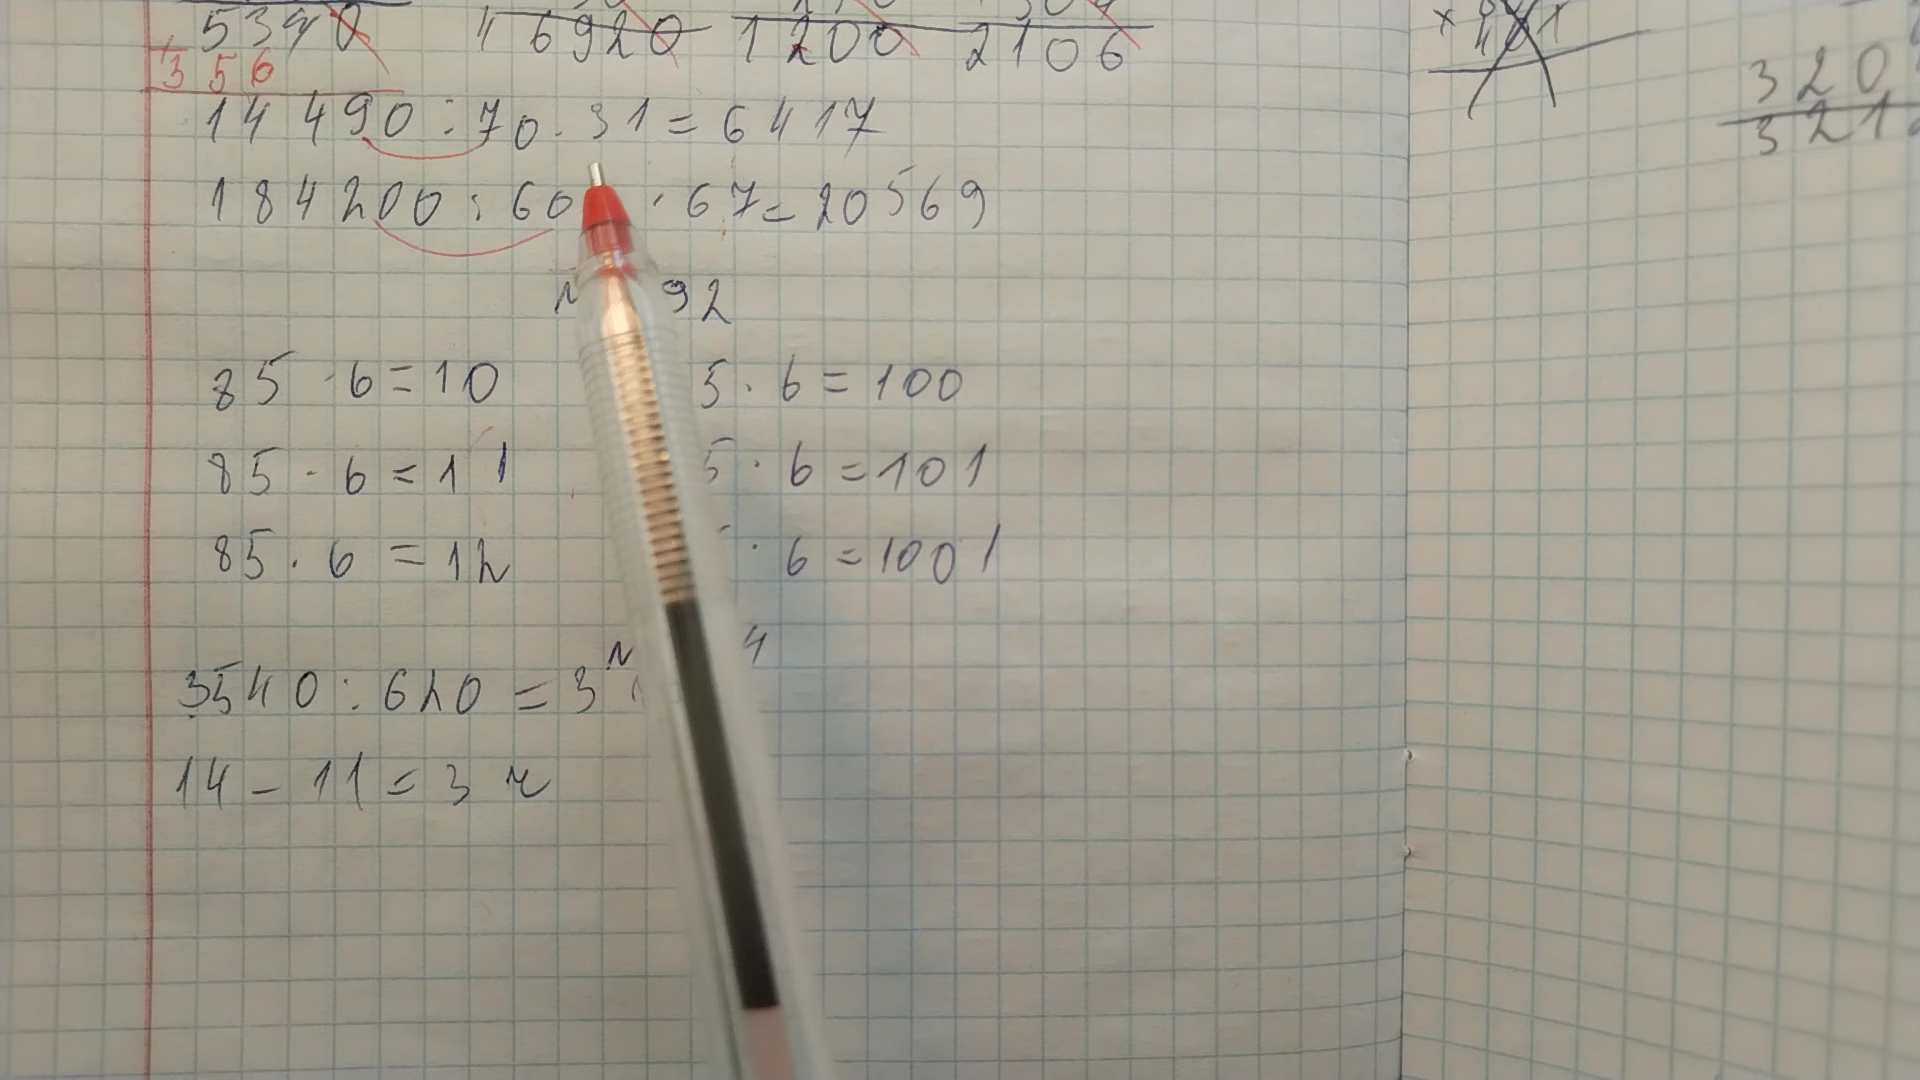 5390 16920 1200 2106
+
356
14490 : 70 · 31 = 6417
184200 : 60 · 67 = 20569
92
85 · 6 = 10 5 · 6 = 100
85 · 6 = 11 5 · 6 = 101
85 · 6 = 12 · 6 = 1001
4
3540 : 620 = 3
14 - 11 = 3 ч
×
320
321